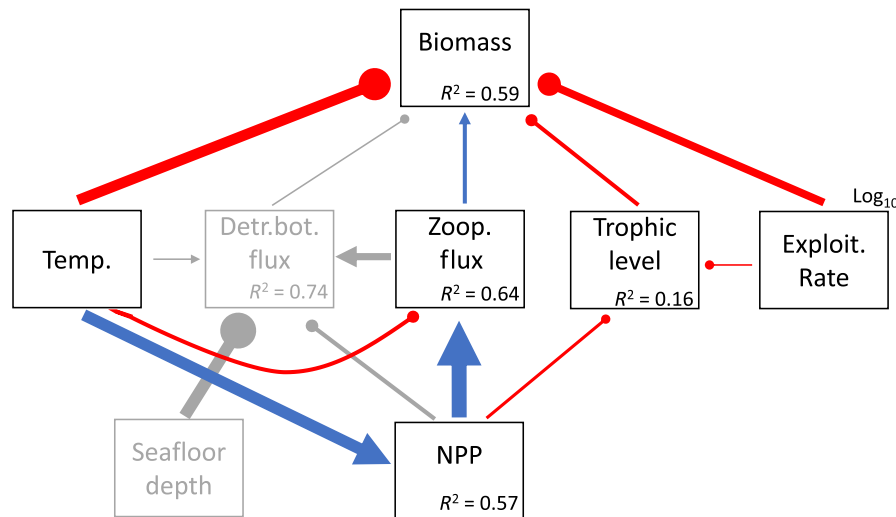 Biomass
R² = 0.59
Log₁₀
Temp.
Detr.bot.
flux
R² = 0.74
Zoop.
flux
R² = 0.64
Trophic
level
R² = 0.16
Exploit.
Rate
Seafloor
depth
NPP
R² = 0.57